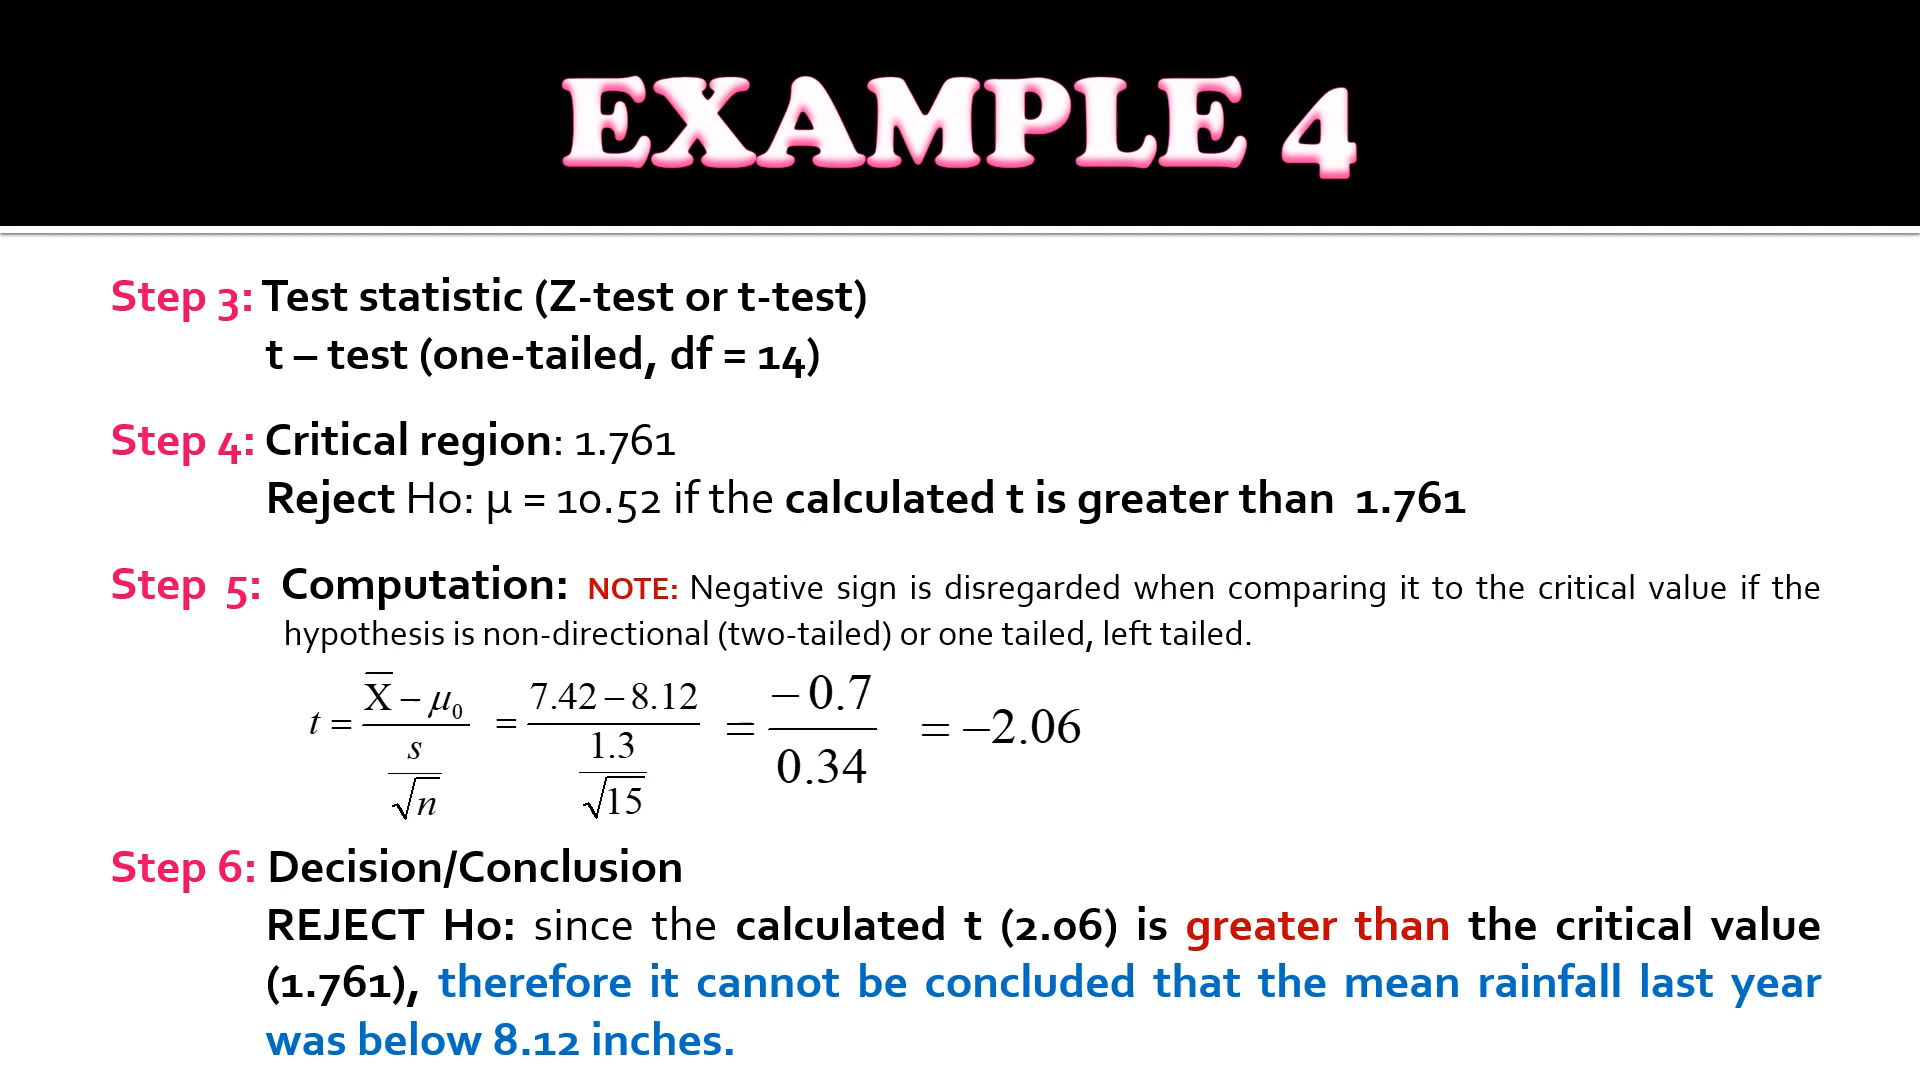 EXAMPLE 4
Step 3: Test statistic (Z-test or t-test)
t – test (one-tailed, df = 14)
Step 4: Critical region: 1.761
Reject Ho: µ = 10.52 if the calculated t is greater than 1.761
Step 5: Computation: NOTE: Negative sign is disregarded when comparing it to the critical value if the
hypothesis is non-directional (two-tailed) or one tailed, left tailed.
t = (X̅ − μ₀) / (s / √n) = (7.42 − 8.12) / (1.3 / √15) = −0.7 / 0.34 = −2.06
Step 6: Decision/Conclusion
REJECT Ho: since the calculated t (2.06) is greater than the critical value
(1.761), therefore it cannot be concluded that the mean rainfall last year
was below 8.12 inches.